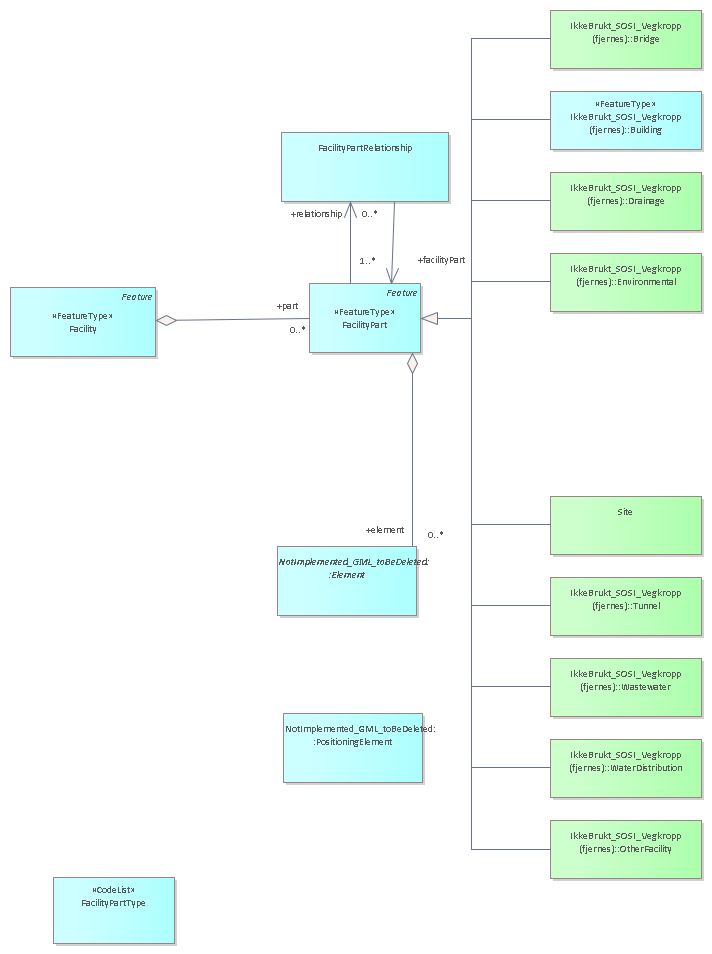 IkkeBrukt_SOSI_Vegkropp
(fjernes)::Bridge
«FeatureType»
IkkeBrukt_SOSI_Vegkropp
(fjernes)::Building
FacilityPartRelationship
IkkeBrukt_SOSI_Vegkropp
(fjernes)::Drainage
+relationship
0..*
1..*
+facilityPart
IkkeBrukt_SOSI_Vegkropp
(fjernes)::Environmental
Feature
«FeatureType»
Facility
+part
0..*
Feature
«FeatureType»
FacilityPart
Site
+element
0..*
NotImplemented_GML_toBeDeleted:
:Element
IkkeBrukt_SOSI_Vegkropp
(fjernes)::Tunnel
IkkeBrukt_SOSI_Vegkropp
(fjernes)::Wastewater
NotImplemented_GML_toBeDeleted:
:PositioningElement
IkkeBrukt_SOSI_Vegkropp
(fjernes)::WaterDistribution
IkkeBrukt_SOSI_Vegkropp
(fjernes)::OtherFacility
«CodeList»
FacilityPartType